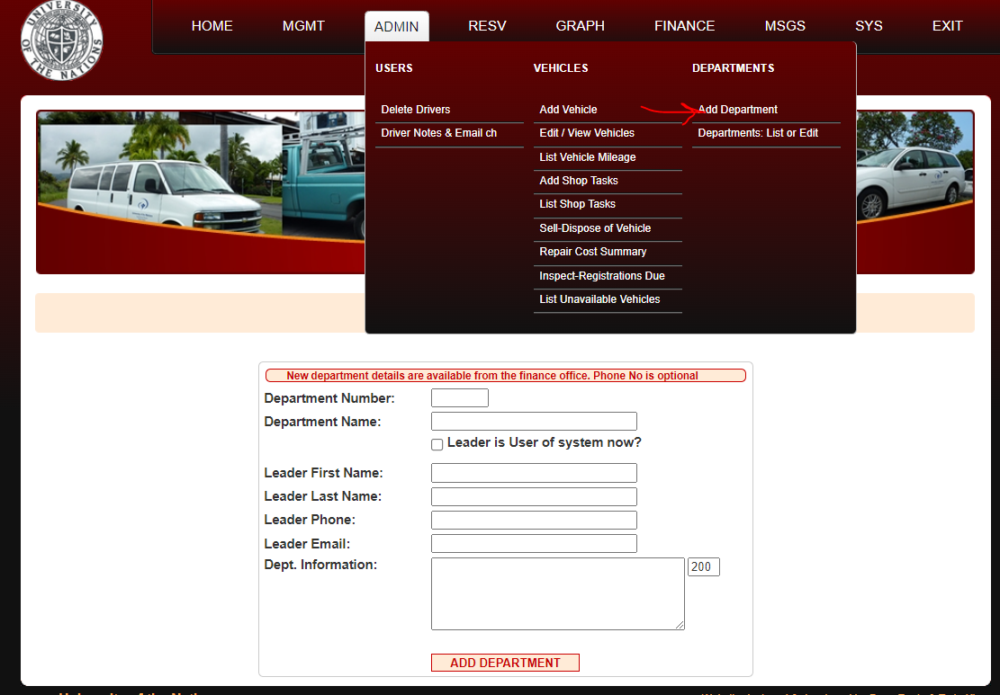 UNIVERSITY
OF THE NATIONS
HOME MGMT ADMIN RESV GRAPH FINANCE MSGS SYS EXIT
USERS
Delete Drivers
Driver Notes & Email ch
VEHICLES
Add Vehicle
Edit / View Vehicles
List Vehicle Mileage
Add Shop Tasks
List Shop Tasks
Sell-Dispose of Vehicle
Repair Cost Summary
Inspect-Registrations Due
List Unavailable Vehicles
DEPARTMENTS
Add Department
Departments: List or Edit
New department details are available from the finance office. Phone No is optional
Department Number:
Department Name:
Leader is User of system now?
Leader First Name:
Leader Last Name:
Leader Phone:
Leader Email:
Dept. Information: 200
ADD DEPARTMENT